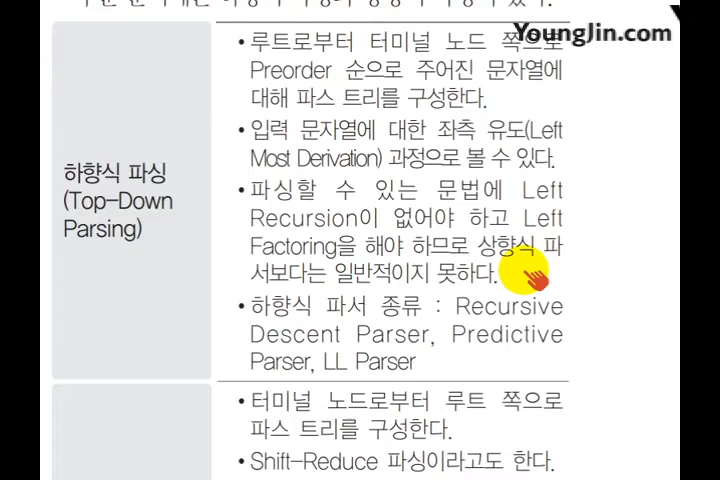 YoungJin.com
• 루트로부터 터미널 노드 쪽으로
Preorder 순으로 주어진 문자열에
대해 파스 트리를 구성한다.
• 입력 문자열에 대한 좌측 유도(Left
Most Derivation) 과정으로 볼 수 있다.
하향식 파싱
(Top-Down
Parsing)
• 파싱할 수 있는 문법에 Left
Recursion이 없어야 하고 Left
Factoring을 해야 하므로 상향식 파
서보다는 일반적이지 못하다.
• 하향식 파서 종류 : Recursive
Descent Parser, Predictive
Parser, LL Parser
• 터미널 노드로부터 루트 쪽으로
파스 트리를 구성한다.
• Shift-Reduce 파싱이라고도 한다.